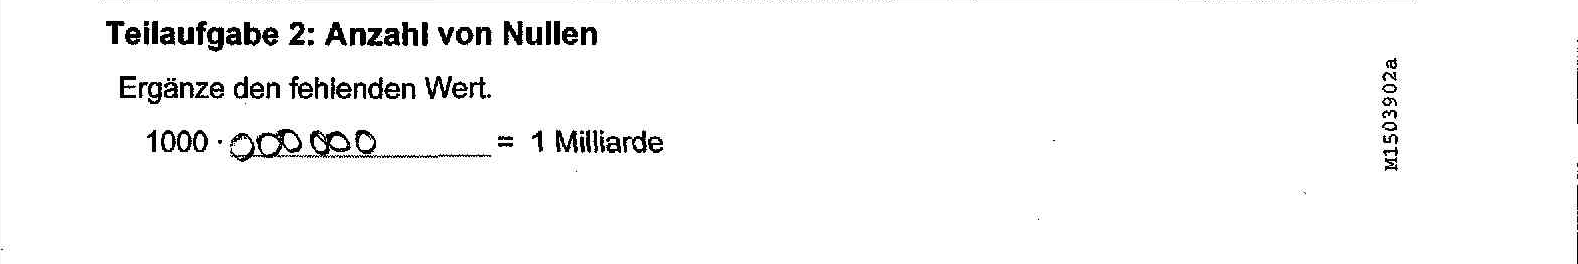 Teilaufgabe 2: Anzahl von Nullen
Ergänze den fehlenden Wert.
1000 · 000 000 = 1 Milliarde
M1503902a